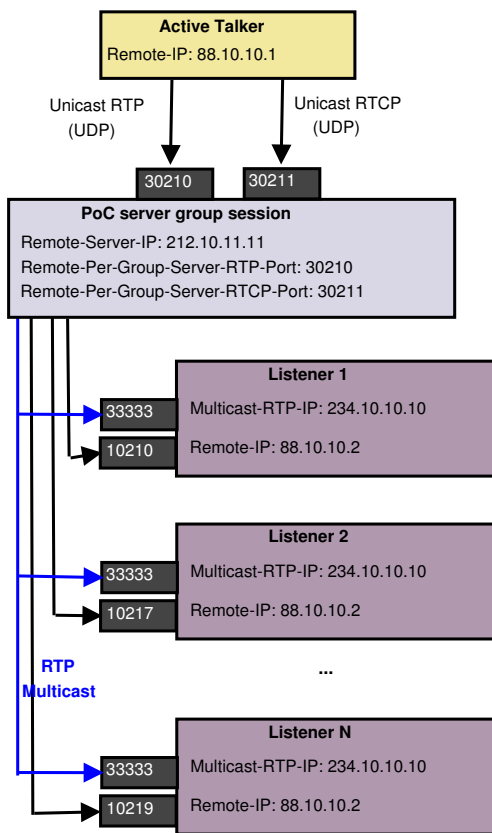 Active Talker
Remote-IP: 88.10.10.1
Unicast RTP
(UDP)
Unicast RTCP
(UDP)
30210
30211
PoC server group session
Remote-Server-IP: 212.10.11.11
Remote-Per-Group-Server-RTP-Port: 30210
Remote-Per-Group-Server-RTCP-Port: 30211
Listener 1
33333
Multicast-RTP-IP: 234.10.10.10
10210
Remote-IP: 88.10.10.2
Listener 2
33333
Multicast-RTP-IP: 234.10.10.10
10217
Remote-IP: 88.10.10.2
RTP
Multicast
...
Listener N
33333
Multicast-RTP-IP: 234.10.10.10
10219
Remote-IP: 88.10.10.2